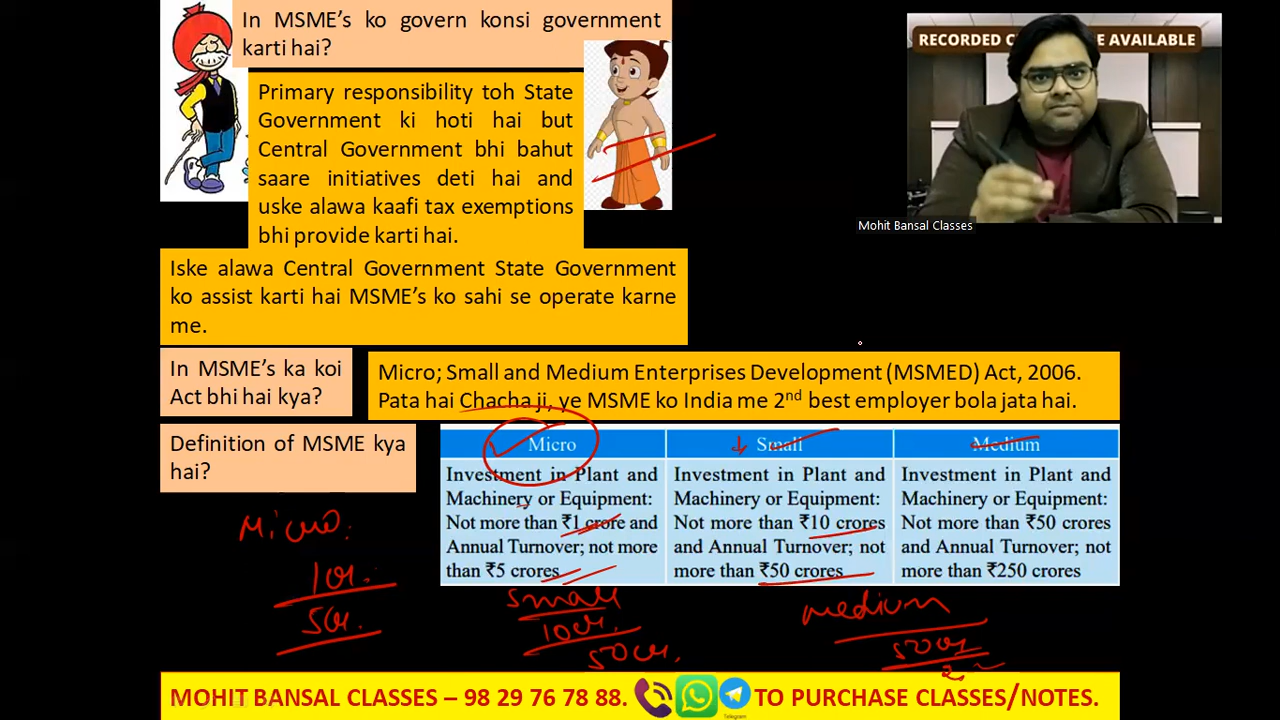 In MSME's ko govern konsi government
karti hai?
RECORDED C
E AVAILABLE
Primary responsibility toh State
Government ki hoti hai but
Central Government bhi bahut
saare initiatives deti hai and
uske alawa kaafi tax exemptions
bhi provide karti hai.
Mohit Bansal Classes
Iske alawa Central Government State Government
ko assist karti hai MSME's ko sahi se operate karne
me.
In MSME's ka koi
Act bhi hai kya?
Micro; Small and Medium Enterprises Development (MSMED) Act, 2006.
Pata hai Chacha ji, ye MSME ko India me 2nd best employer bola jata hai.
Definition of MSME kya
hai?
Micro
Investment in Plant and
Machinery or Equipment:
Not more than ₹1 crore and
Annual Turnover; not more
than ₹5 crores
Small
Investment in Plant and
Machinery or Equipment:
Not more than ₹10 crores
and Annual Turnover; not
more than ₹50 crores
Medium
Investment in Plant and
Machinery or Equipment:
Not more than ₹50 crores
and Annual Turnover; not
more than ₹250 crores
Micro.
1cr.
5cr.
Small
10cr.
50cr.
medium
50cr
MOHIT BANSAL CLASSES – 98 29 76 78 88.
Telegram
TO PURCHASE CLASSES/NOTES.